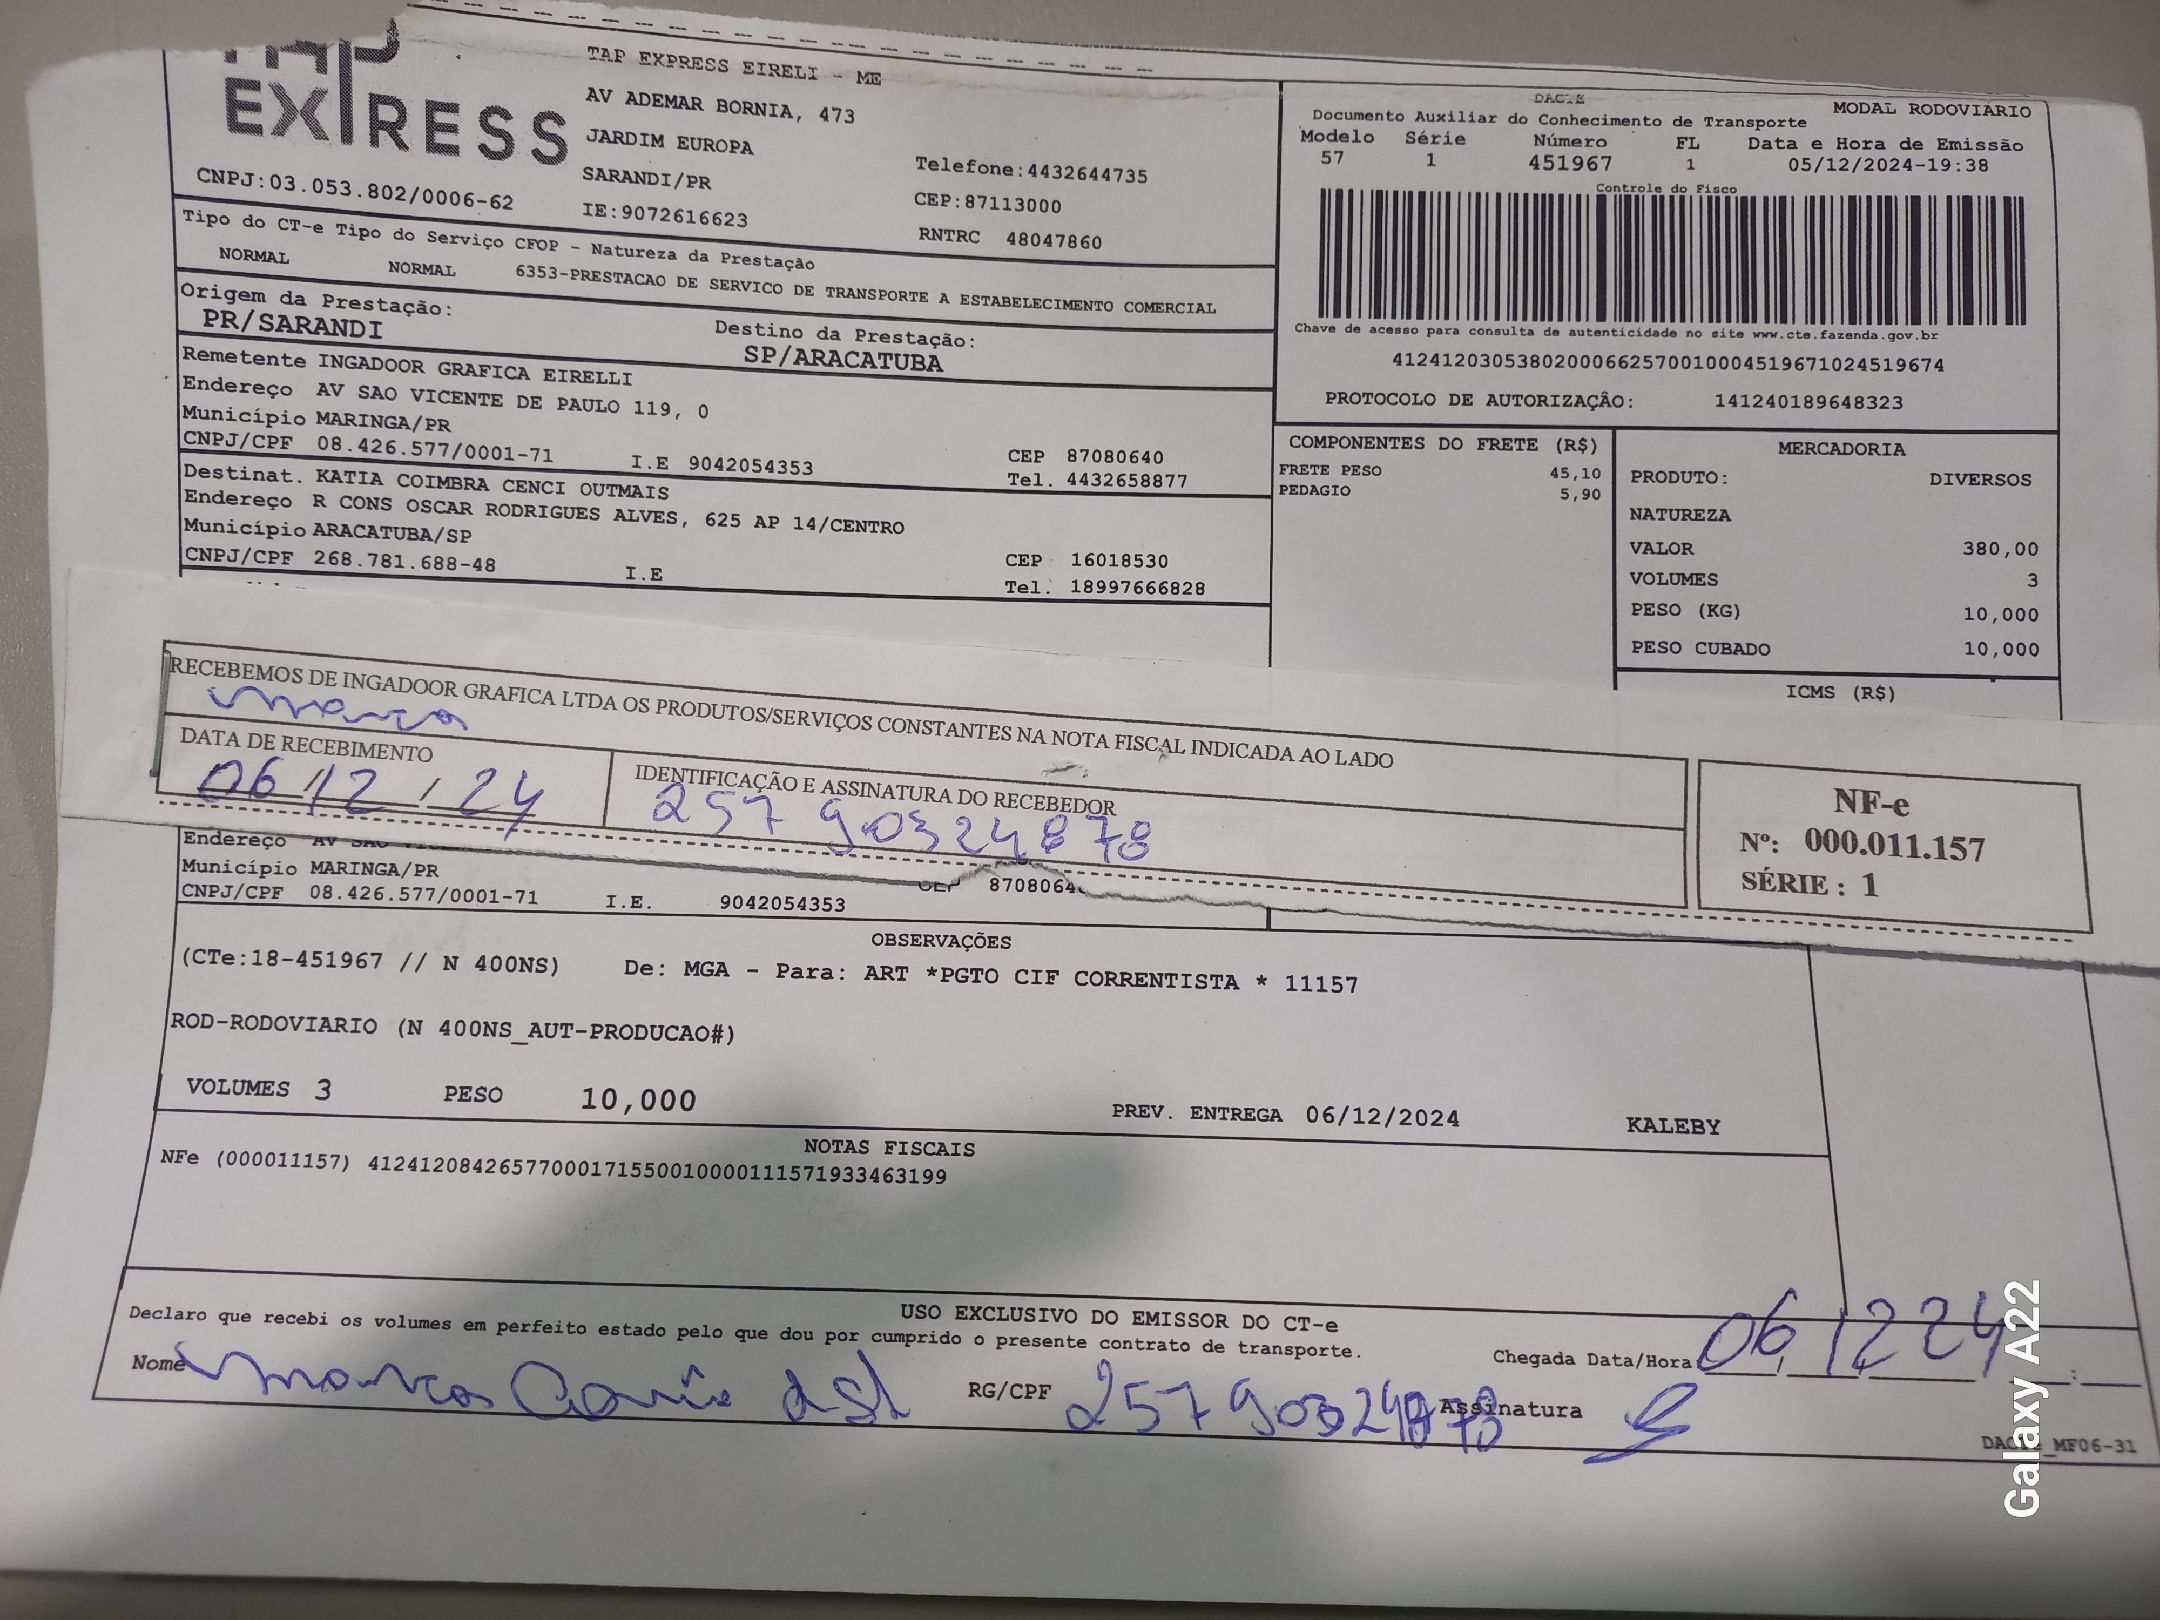 TAP
EXPRESS
TAP EXPRESS EIRELI - ME
AV ADEMAR BORNIA, 473
JARDIM EUROPA
SARANDI/PR
IE:9072616623
Telefone:4432644735
CEP:87113000
RNTRC 48047860
CNPJ:03.053.802/0006-62
DACTE
MODAL RODOVIÁRIO
Documento Auxiliar do Conhecimento de Transporte
Modelo Série Número FL Data e Hora de Emissão
57 1 451967 1 05/12/2024-19:38
Controle do Fisco
Chave de acesso para consulta de autenticidade no site www.cte.fazenda.gov.br
41241203053802000662570010004519671024519674
PROTOCOLO DE AUTORIZAÇÃO: 141240189648323
Tipo do CT-e Tipo do Serviço CFOP - Natureza da Prestação
NORMAL NORMAL 6353-PRESTACAO DE SERVICO DE TRANSPORTE A ESTABELECIMENTO COMERCIAL
Origem da Prestação: Destino da Prestação:
PR/SARANDI SP/ARACATUBA
Remetente INGADOOR GRAFICA EIRELLI
Endereço AV SAO VICENTE DE PAULO 119, 0
Município MARINGA/PR CEP 87080640
CNPJ/CPF 08.426.577/0001-71 I.E 9042054353 Tel. 4432658877
Destinat. KATIA COIMBRA CENCI OUTMAIS
Endereço R CONS OSCAR RODRIGUES ALVES, 625 AP 14/CENTRO
Município ARACATUBA/SP CEP 16018530
CNPJ/CPF 268.781.688-48 I.E Tel. 18997666828
COMPONENTES DO FRETE (R$)
FRETE PESO 45,10
PEDAGIO 5,90
MERCADORIA
PRODUTO: DIVERSOS
NATUREZA
VALOR 380,00
VOLUMES 3
PESO (KG) 10,000
PESO CUBADO 10,000
ICMS (R$)
RECEBEMOS DE INGADOOR GRAFICA LTDA OS PRODUTOS/SERVIÇOS CONSTANTES NA NOTA FISCAL INDICADA AO LADO
DATA DE RECEBIMENTO
06/12/24
IDENTIFICAÇÃO E ASSINATURA DO RECEBEDOR
257 90324878
NF-e
Nº: 000.011.157
SÉRIE : 1
Endereço AV SAO
Município MARINGA/PR CEP 8708064
CNPJ/CPF 08.426.577/0001-71 I.E. 9042054353
OBSERVAÇÕES
(CTe:18-451967 // N 400NS) De: MGA - Para: ART *PGTO CIF CORRENTISTA * 11157
ROD-RODOVIARIO (N 400NS_AUT-PRODUCAO#)
VOLUMES 3 PESO 10,000 PREV. ENTREGA 06/12/2024 KALEBY
NOTAS FISCAIS
NFe (000011157) 41241208426577000171550010000111571933463199
USO EXCLUSIVO DO EMISSOR DO CT-e
Declaro que recebi os volumes em perfeito estado pelo que dou por cumprido o presente contrato de transporte.
Nome RG/CPF 257 90324878 Assinatura
Chegada Data/Hora 06/12 24
DACTE_MF06-31
Galaxy A22